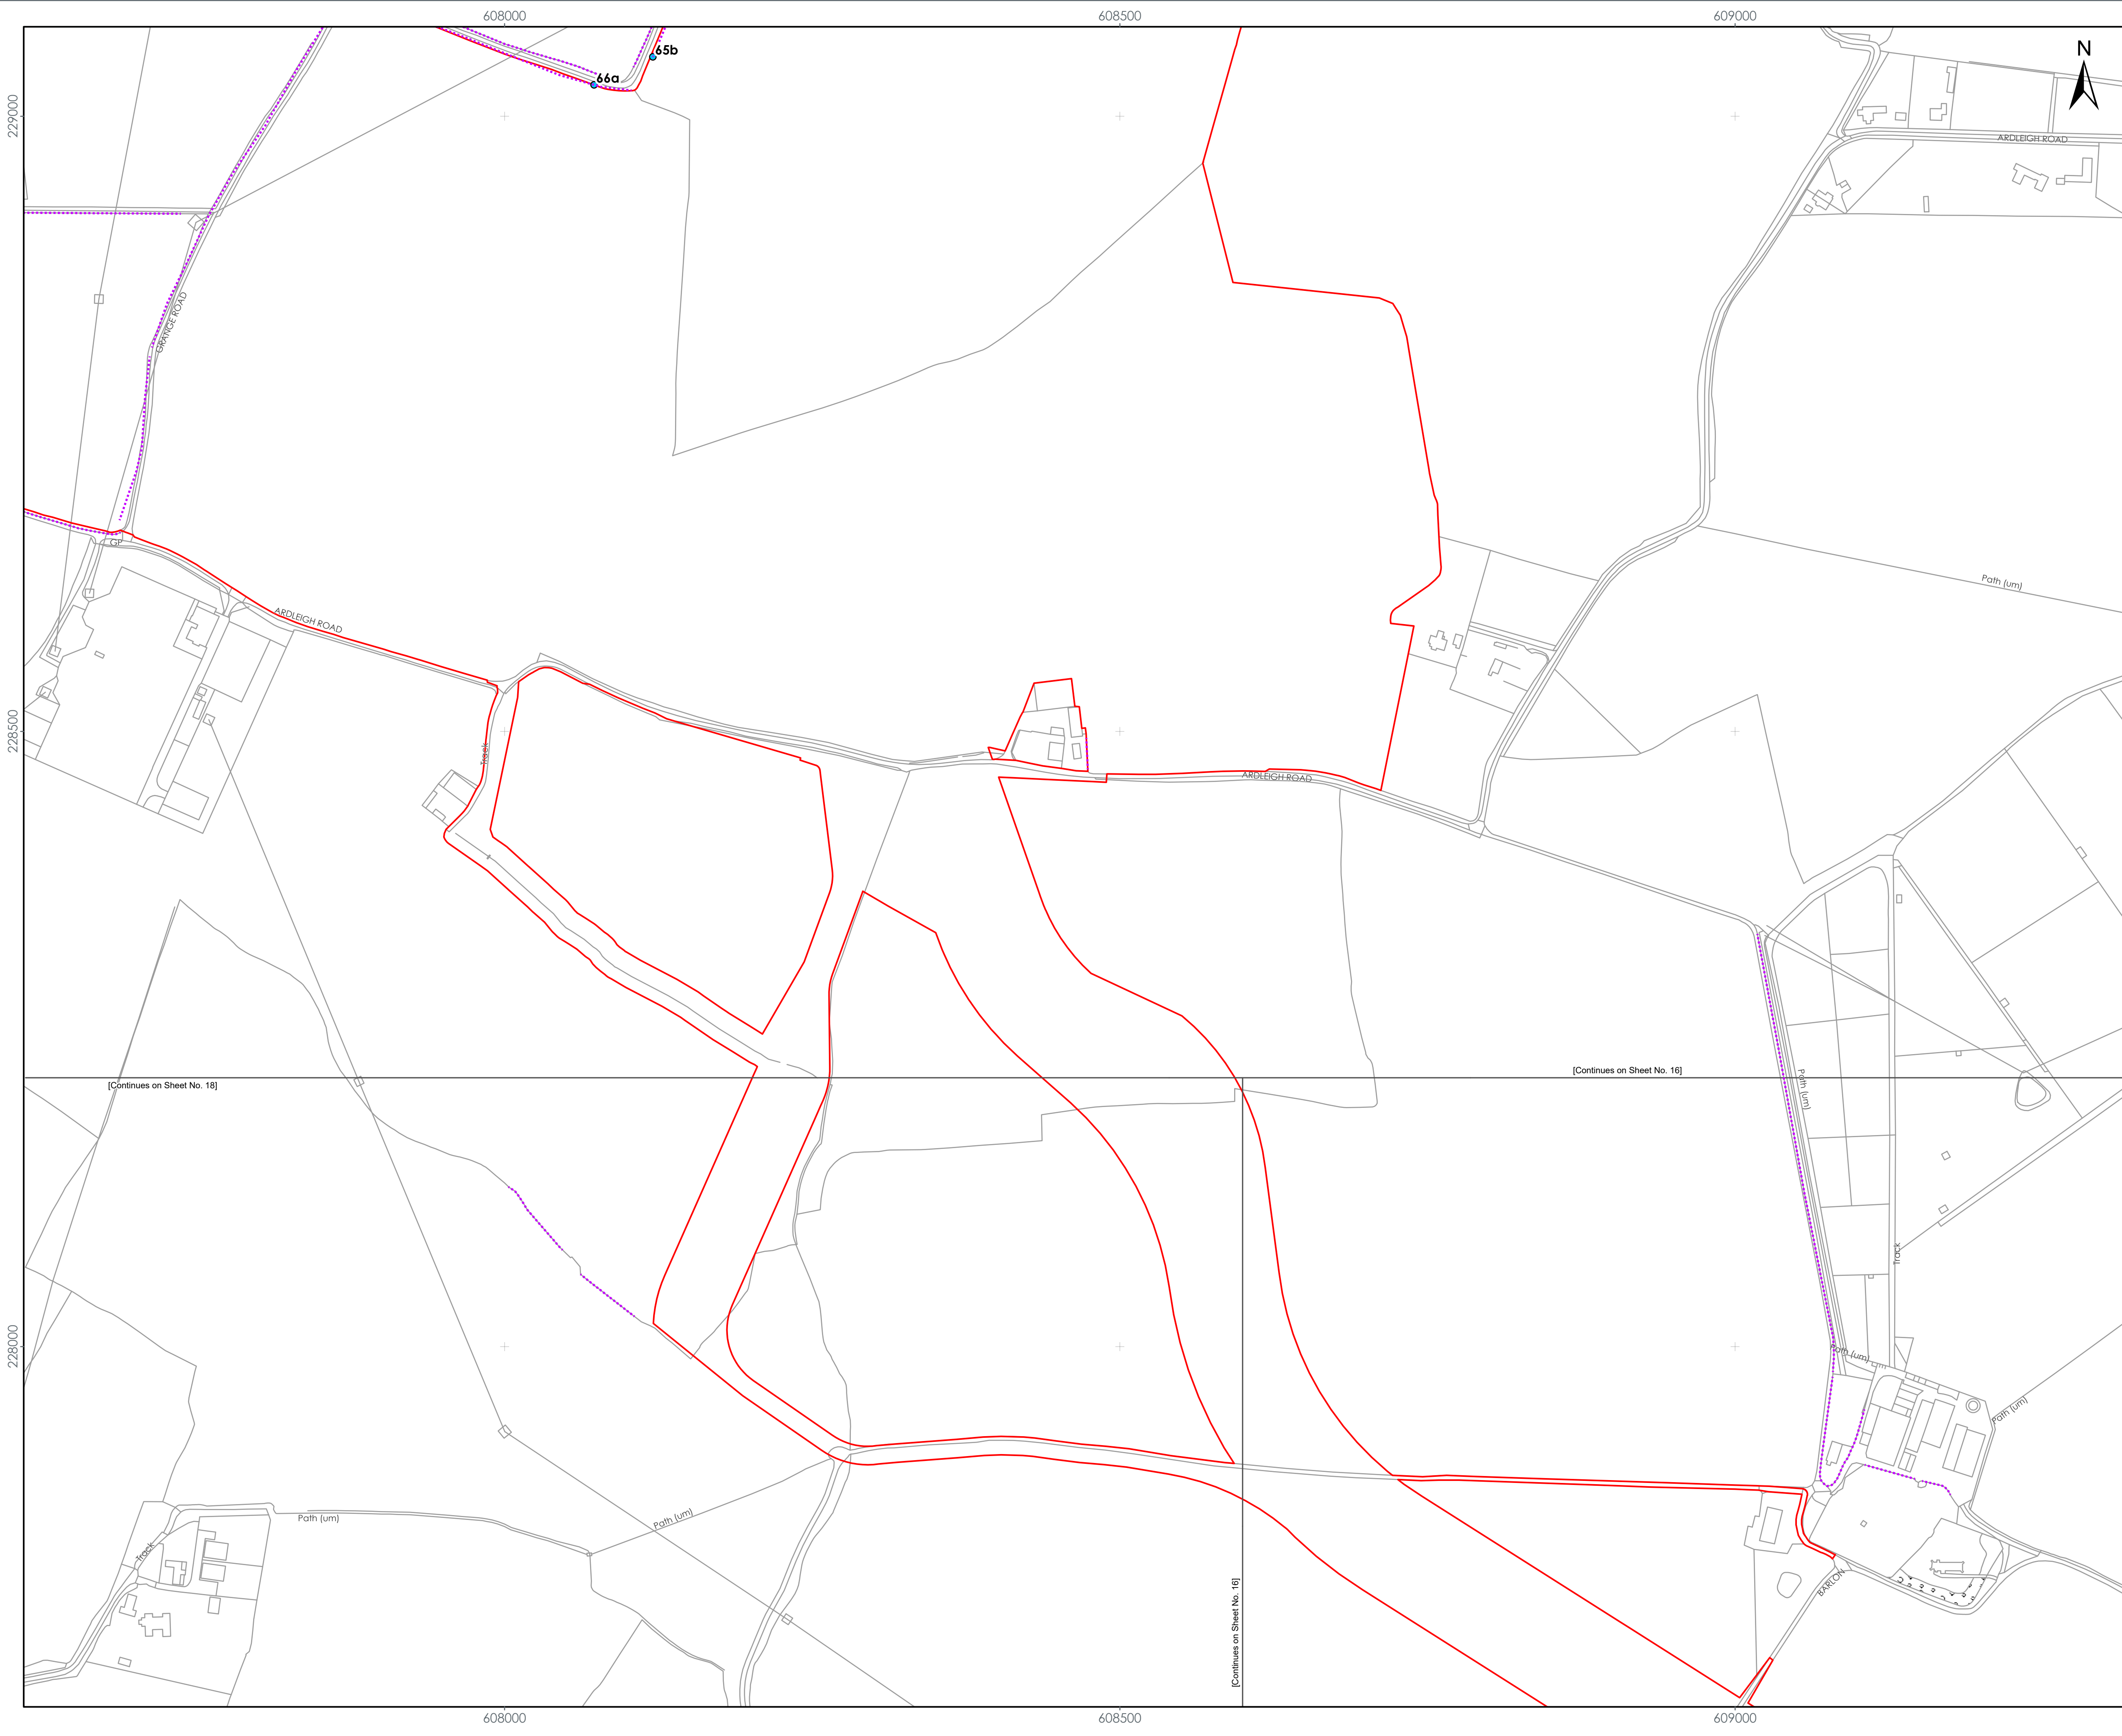 608000
608500
609000
N
65b
66a
229000
ARDLEIGH ROAD
GRANGE ROAD
GP
Path (um)
ARDLEIGH ROAD
228500
Track
ARDLEIGH ROAD
[Continues on Sheet No. 18]
[Continues on Sheet No. 16]
Path (um)
Track
228000
Path (um)
Path (um)
Path (um)
Path (um)
Track
BARLON
[Continues on Sheet No. 16]
608000
608500
609000